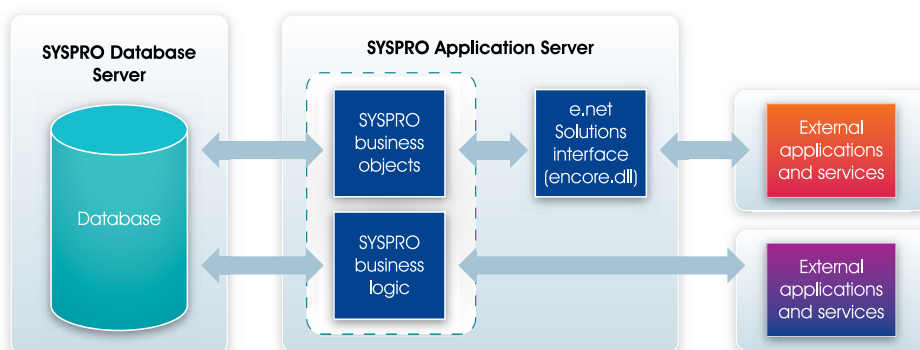 SYSPRO Database
Server
Database
SYSPRO Application Server
SYSPRO
business
objects
SYSPRO
business
logic
e.net
Solutions
interface
(encore.dll)
External
applications
and services
External
applications
and services